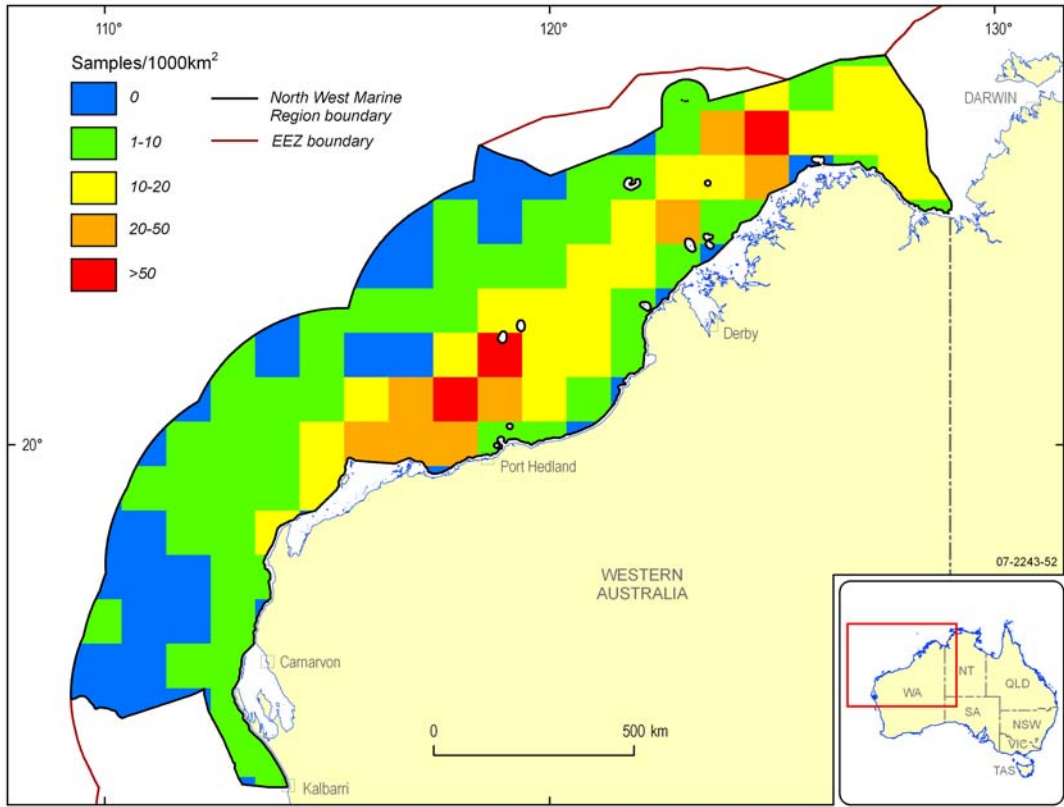 110°
120°
130°
Samples/1000km²
0
1-10
10-20
20-50
>50
North West Marine
Region boundary
EEZ boundary
DARWIN
Derby
20°
Port Hedland
WESTERN
AUSTRALIA
07-2243-52
Carnarvon
0
500 km
Kalbarri
NT
QLD
WA
SA
NSW
VIC
TAS